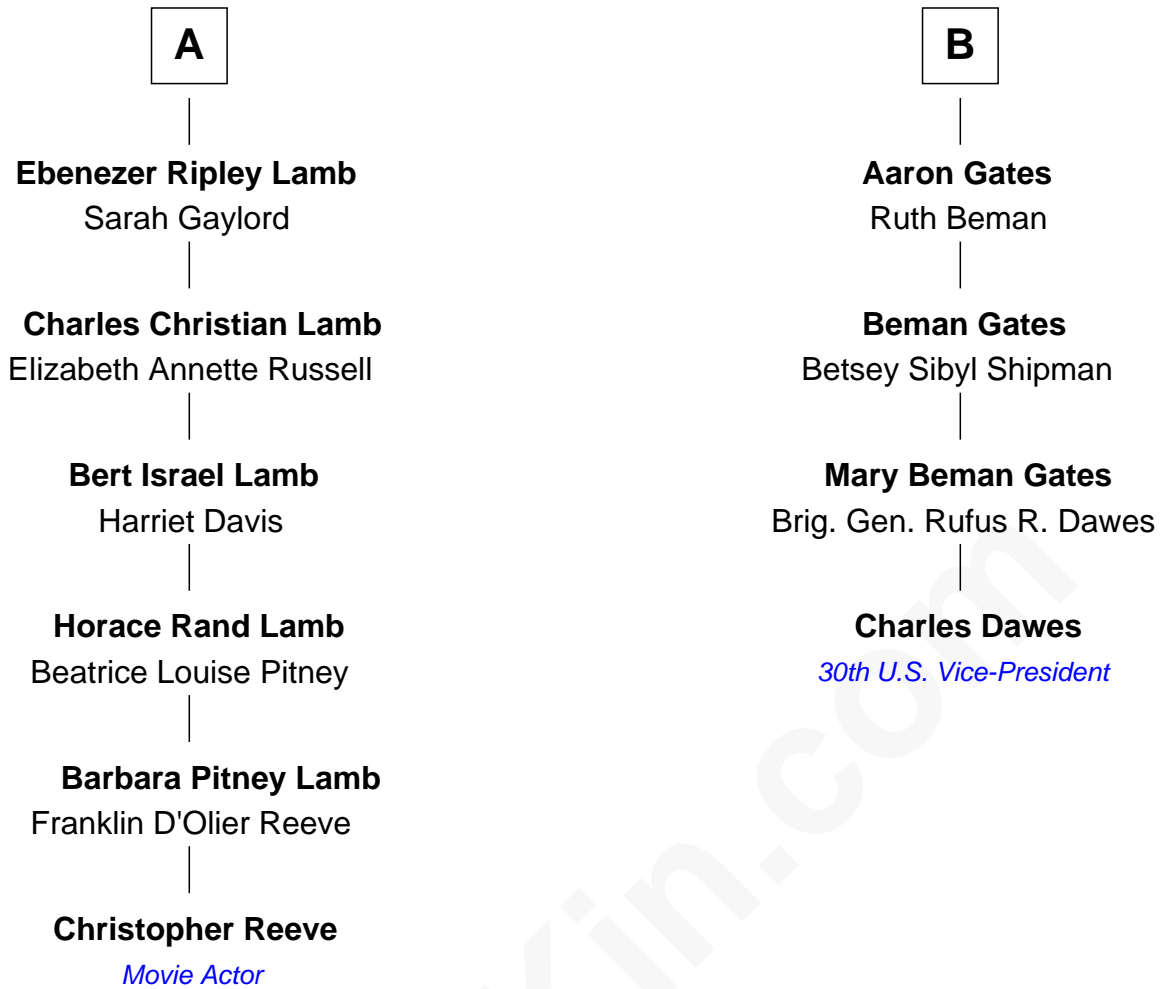 A
Ebenezer Ripley Lamb
Sarah Gaylord
Charles Christian Lamb
Elizabeth Annette Russell
Bert Israel Lamb
Harriet Davis
Horace Rand Lamb
Beatrice Louise Pitney
Barbara Pitney Lamb
Franklin D'Olier Reeve
Christopher Reeve
Movie Actor
B
Aaron Gates
Ruth Beman
Beman Gates
Betsey Sibyl Shipman
Mary Beman Gates
Brig. Gen. Rufus R. Dawes
Charles Dawes
30th U.S. Vice-President
Kin.com